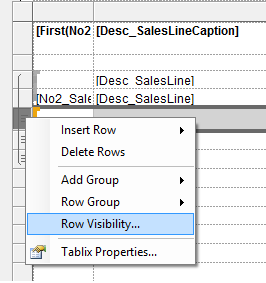 [First(No2 [Desc_SalesLineCaption]
[Desc_SalesLine]
[No2_Sale [Desc_SalesLine]
Insert Row
Delete Rows
Add Group
Row Group
Row Visibility...
Tablix Properties...